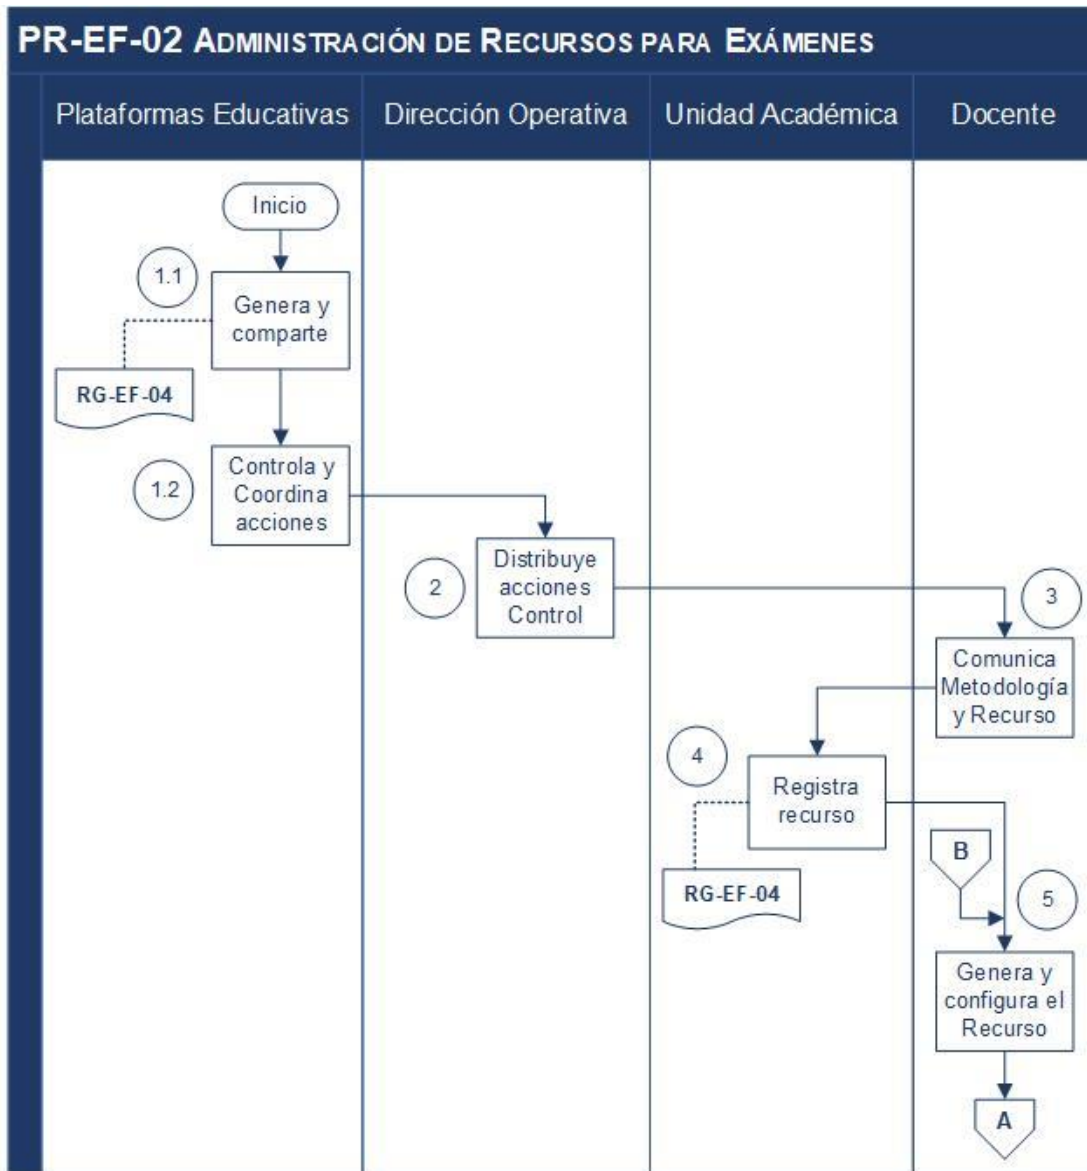 PR-EF-02 ADMINISTRACIÓN DE RECURSOS PARA EXÁMENES
Plataformas Educativas
Dirección Operativa
Unidad Académica
Docente
Inicio
1.1
Genera y
comparte
RG-EF-04
1.2
Controla y
Coordina
acciones
2
Distribuye
acciones
Control
3
Comunica
Metodología
y Recurso
4
Registra
recurso
RG-EF-04
B
5
Genera y
configura el
Recurso
A